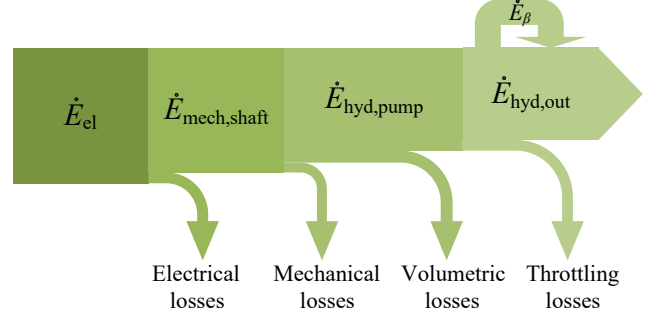 Ė_β
Ė_el
Ė_mech,shaft
Ė_hyd,pump
Ė_hyd,out
Electrical
losses
Mechanical
losses
Volumetric
losses
Throttling
losses